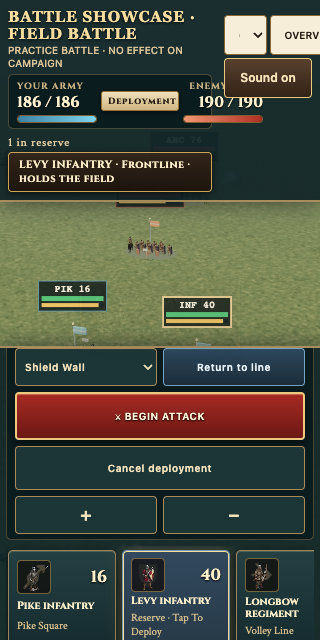 BATTLE SHOWCASE ·
FIELD BATTLE
PRACTICE BATTLE · NO EFFECT ON
CAMPAIGN
OVERV
Sound on
YOUR ARMY
186 / 186
DEPLOYMENT
ENEMY
190 / 190
1 in reserve
LEVY INFANTRY · FRONTLINE ·
HOLDS THE FIELD
PIK 16
INF 40
Shield Wall
Return to line
⚔ BEGIN ATTACK
Cancel deployment
+
−
16
PIKE INFANTRY
Pike Square
40
LEVY INFANTRY
Reserve · Tap To
Deploy
LONGBOW
REGIMENT
Volley Line